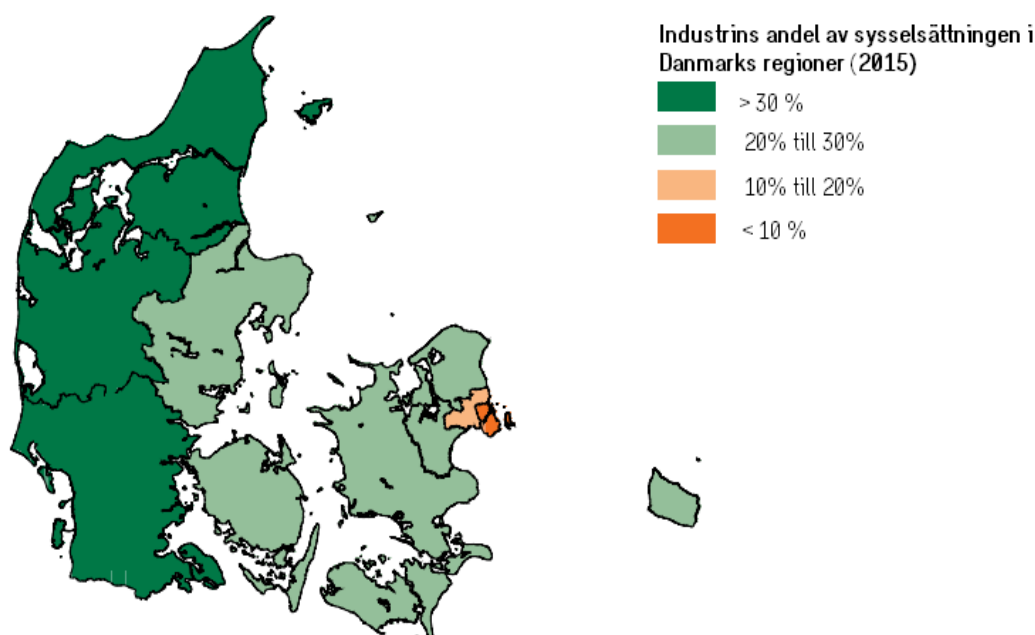 Industrins andel av sysselsättningen i
Danmarks regioner (2015)
> 30 %
20% till 30%
10% till 20%
< 10 %